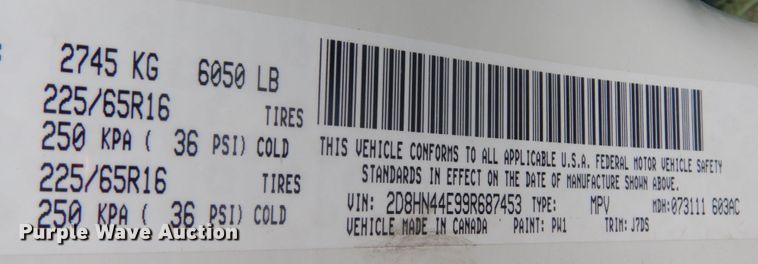 2745 KG 6050 LB
225/65R16 TIRES
250 KPA ( 36 PSI) COLD
225/65R16 TIRES
250 KPA ( 36 PSI) COLD
THIS VEHICLE CONFORMS TO ALL APPLICABLE U.S.A. FEDERAL MOTOR VEHICLE SAFETY
STANDARDS IN EFFECT ON THE DATE OF MANUFACTURE SHOWN ABOVE.
VIN: 2D8HN44E99R687453 TYPE: MPV MDH: 073111 603AC
VEHICLE MADE IN CANADA PAINT: PW1 TRIM: J7DS
Purple Wave Auction